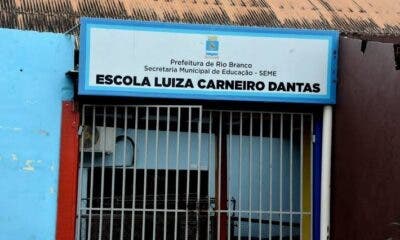 Prefeitura de Rio Branco
Secretaria Municipal de Educação - SEME
ESCOLA LUIZA CARNEIRO DANTAS